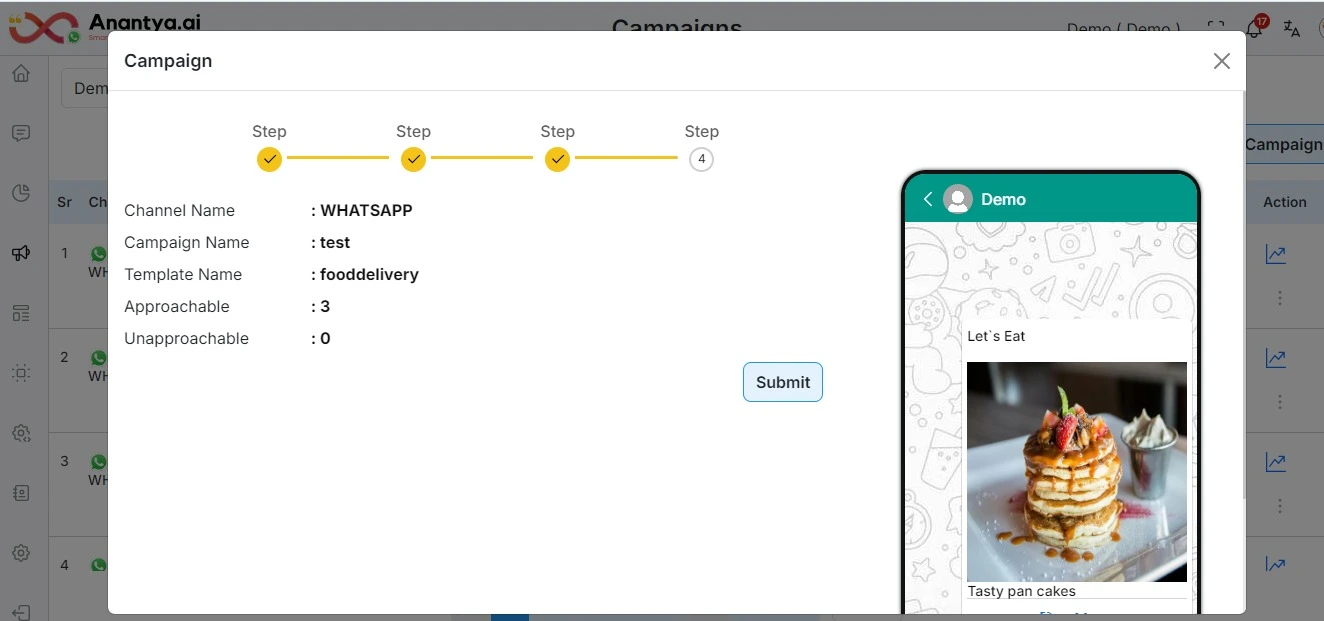 Anantya.ai
Campaigns
Demo ( Demo )
17
Campaign
Dem
Campaign
Step
Step
Step
Step
4
Sr
Ch
Action
Channel Name : WHATSAPP
Campaign Name : test
Template Name : fooddelivery
Approachable : 3
Unapproachable : 0
Submit
Demo
Let`s Eat
Tasty pan cakes
1
WH
2
WH
3
WH
4